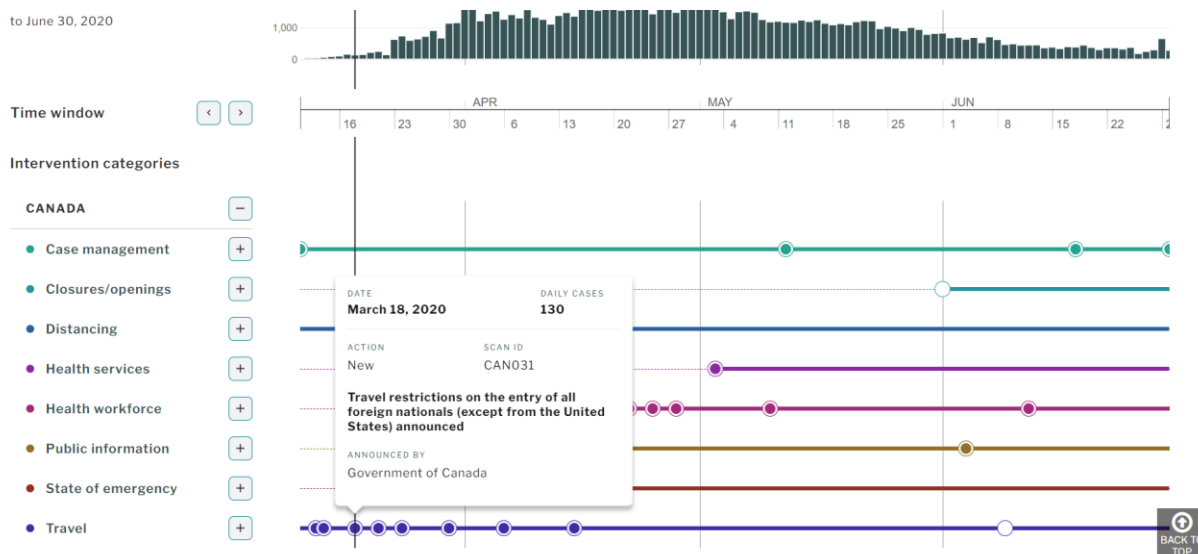 to June 30, 2020
1,000
0
Time window
‹ ›
APR MAY JUN
16 23 30 6 13 20 27 4 11 18 25 1 8 15 22
Intervention categories
CANADA −
Case management +
Closures/openings +
Distancing +
Health services +
Health workforce +
Public information +
State of emergency +
Travel +
DATE DAILY CASES
March 18, 2020 130
ACTION SCAN ID
New CAN031
Travel restrictions on the entry of all
foreign nationals (except from the United
States) announced
ANNOUNCED BY
Government of Canada
BACK TO
TOP